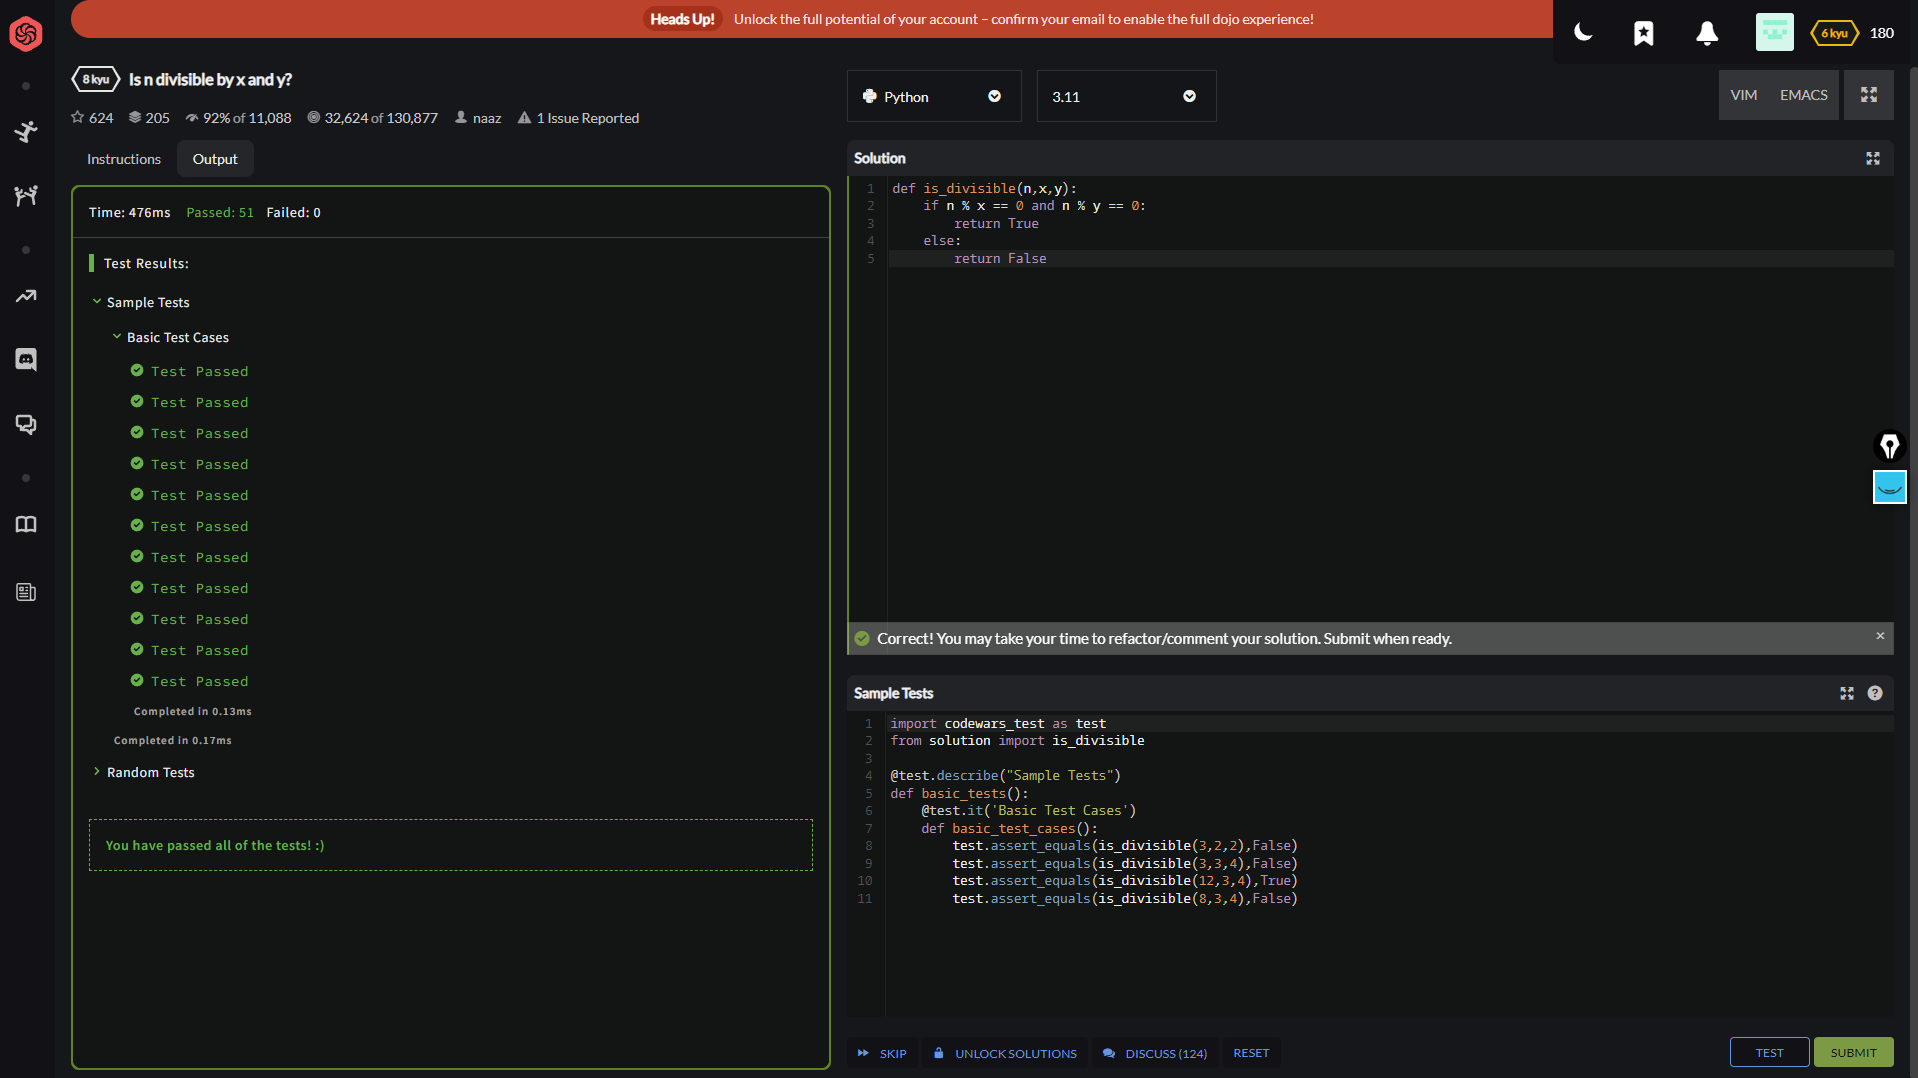 Heads Up! Unlock the full potential of your account – confirm your email to enable the full dojo experience!
6 kyu 180
8 kyu Is n divisible by x and y?
624 205 92% of 11,088 32,624 of 130,877 naaz 1 Issue Reported
Instructions Output
Time: 476ms Passed: 51 Failed: 0
Test Results:
Sample Tests
Basic Test Cases
Test Passed
Test Passed
Test Passed
Test Passed
Test Passed
Test Passed
Test Passed
Test Passed
Test Passed
Test Passed
Test Passed
Completed in 0.13ms
Completed in 0.17ms
Random Tests
You have passed all of the tests! :)
Python 3.11 VIM EMACS
Solution
1 def is_divisible(n,x,y):
2     if n % x == 0 and n % y == 0:
3         return True
4     else:
5         return False
Correct! You may take your time to refactor/comment your solution. Submit when ready. ×
Sample Tests ?
1 import codewars_test as test
2 from solution import is_divisible
3
4 @test.describe("Sample Tests")
5 def basic_tests():
6     @test.it('Basic Test Cases')
7     def basic_test_cases():
8         test.assert_equals(is_divisible(3,2,2),False)
9         test.assert_equals(is_divisible(3,3,4),False)
10         test.assert_equals(is_divisible(12,3,4),True)
11         test.assert_equals(is_divisible(8,3,4),False)
SKIP UNLOCK SOLUTIONS DISCUSS (124) RESET TEST SUBMIT